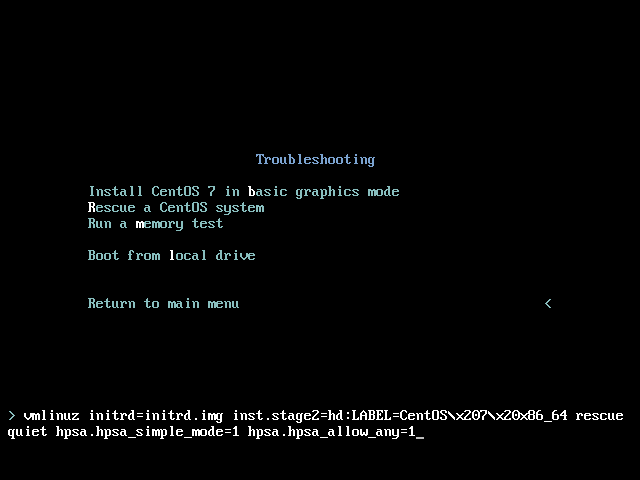 Troubleshooting
Install CentOS 7 in basic graphics mode
Rescue a CentOS system
Run a memory test
Boot from local drive
Return to main menu <
> vmlinuz initrd=initrd.img inst.stage2=hd:LABEL=CentOS\x207\x20x86_64 rescue
quiet hpsa.hpsa_simple_mode=1 hpsa.hpsa_allow_any=1_